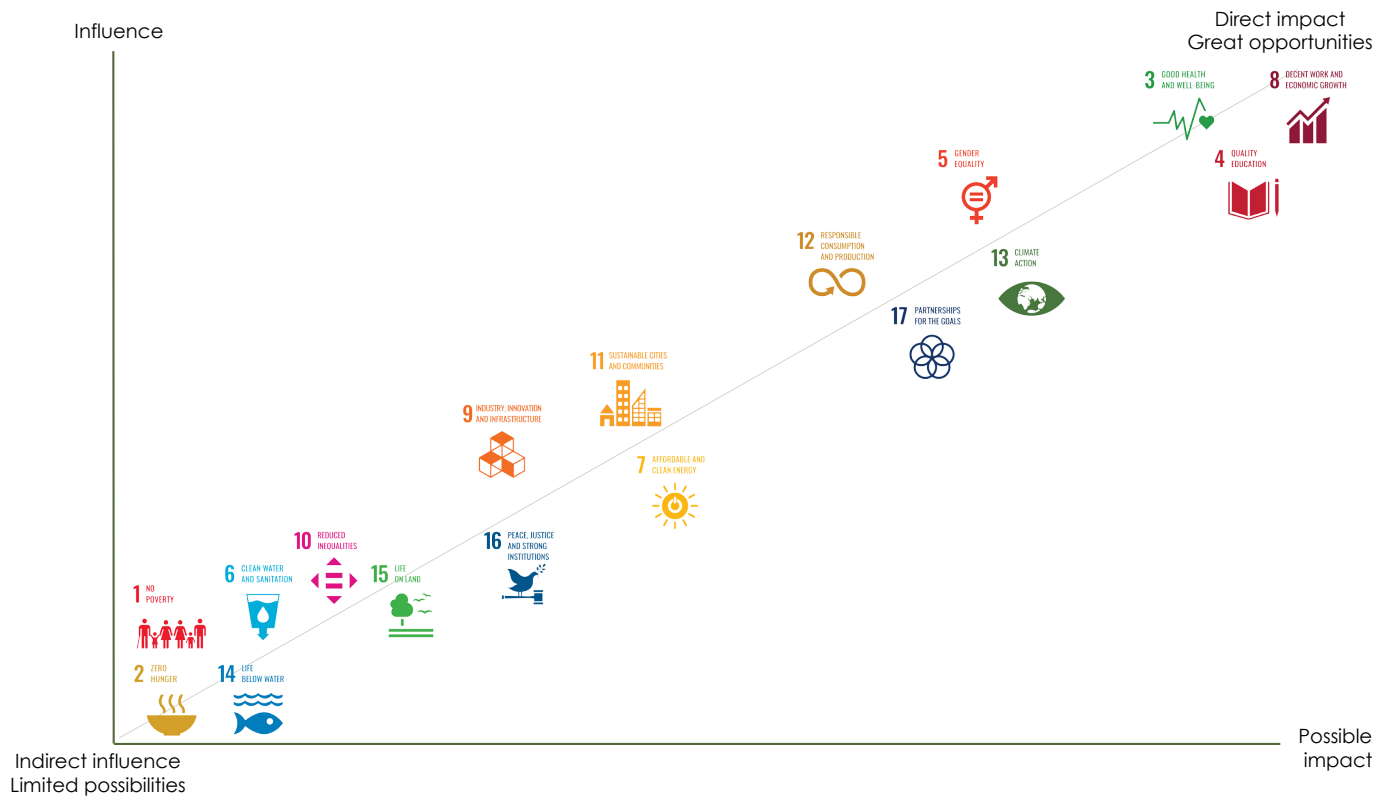 Influence
Direct impact
Great opportunities
3 GOOD HEALTH
AND WELL-BEING
8 DECENT WORK AND
ECONOMIC GROWTH
5 GENDER
EQUALITY
4 QUALITY
EDUCATION
12 RESPONSIBLE
CONSUMPTION
AND PRODUCTION
13 CLIMATE
ACTION
17 PARTNERSHIPS
FOR THE GOALS
11 SUSTAINABLE CITIES
AND COMMUNITIES
9 INDUSTRY, INNOVATION
AND INFRASTRUCTURE
7 AFFORDABLE AND
CLEAN ENERGY
10 REDUCED
INEQUALITIES
16 PEACE, JUSTICE
AND STRONG
INSTITUTIONS
6 CLEAN WATER
AND SANITATION
15 LIFE
ON LAND
1 NO
POVERTY
2 ZERO
HUNGER
14 LIFE
BELOW WATER
Possible
impact
Indirect influence
Limited possibilities